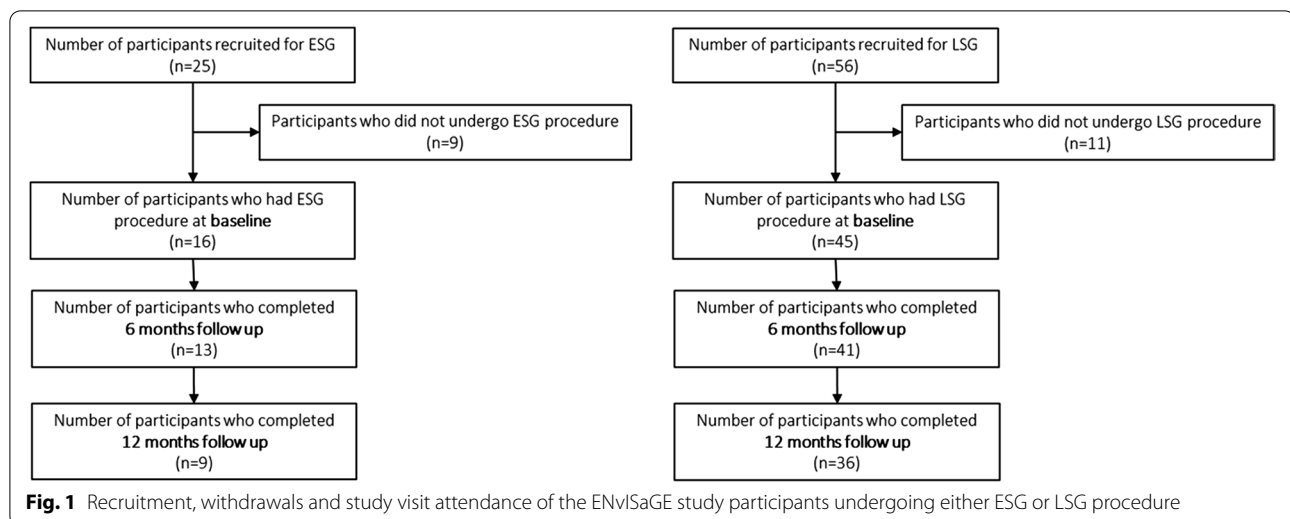 Number of participants recruited for ESG
(n=25)
Participants who did not undergo ESG procedure
(n=9)
Number of participants who had ESG
procedure at baseline
(n=16)
Number of participants who completed
6 months follow up
(n=13)
Number of participants who completed
12 months follow up
(n=9)
Number of participants recruited for LSG
(n=56)
Participants who did not undergo LSG procedure
(n=11)
Number of participants who had LSG
procedure at baseline
(n=45)
Number of participants who completed
6 months follow up
(n=41)
Number of participants who completed
12 months follow up
(n=36)
Fig. 1 Recruitment, withdrawals and study visit attendance of the ENvISaGE study participants undergoing either ESG or LSG procedure